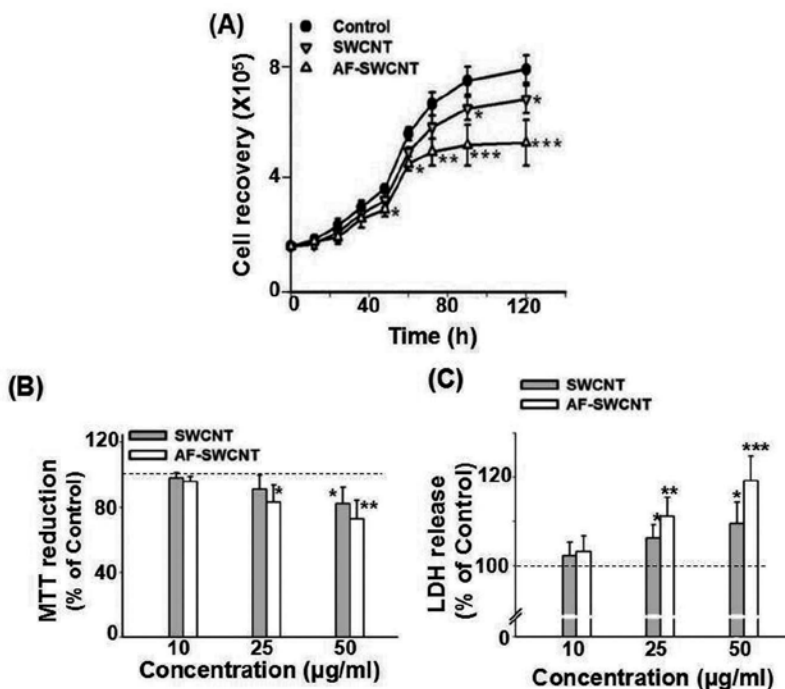 (A)
Control
SWCNT
AF-SWCNT
Cell recovery (X10⁵)
8
4
0
*
*
*
*
**
***
***
0 40 80 120
Time (h)
(B)
SWCNT
AF-SWCNT
MTT reduction
(% of Control)
120
80
40
0
*
*
**
10 25 50
Concentration (µg/ml)
(C)
SWCNT
AF-SWCNT
LDH release
(% of Control)
120
100
0
*
**
*
***
10 25 50
Concentration (µg/ml)